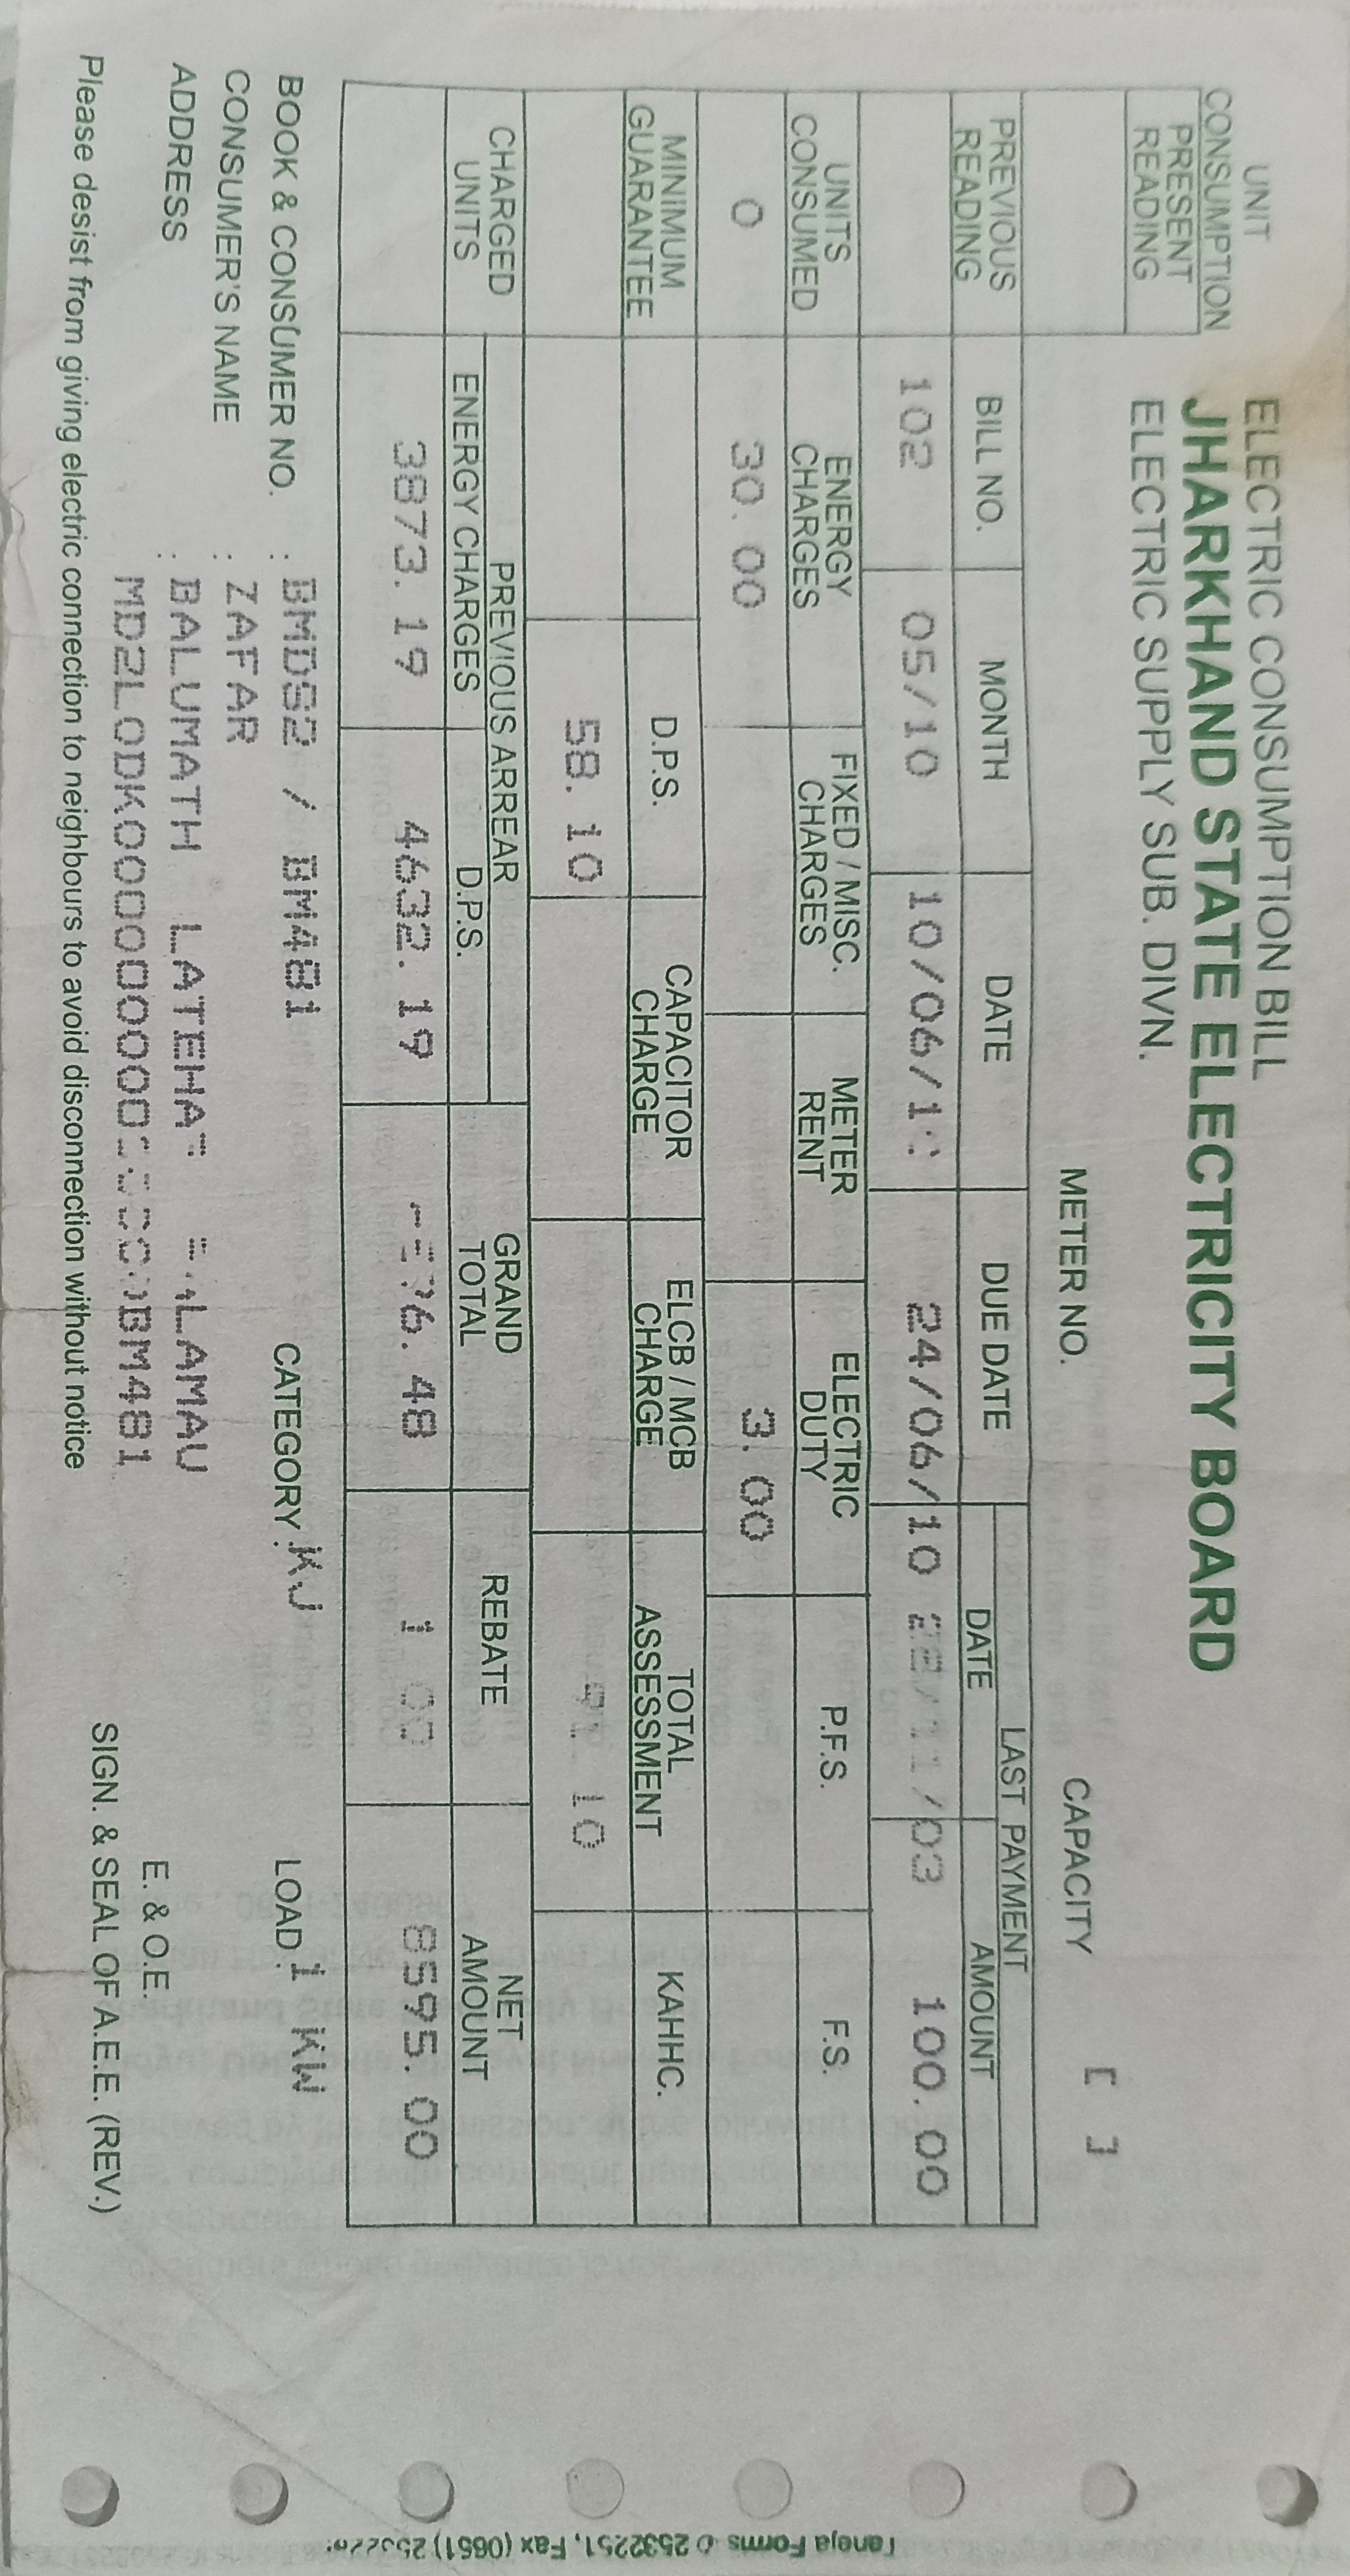 ELECTRIC CONSUMPTION BILL
JHARKHAND STATE ELECTRICITY BOARD
ELECTRIC SUPPLY SUB. DIVN.
UNIT CONSUMPTION
PRESENT READING
METER NO. CAPACITY [ ]
PREVIOUS READING BILL NO. MONTH DATE DUE DATE LAST PAYMENT
DATE AMOUNT
102 05/10 24/06/10 100.00
UNITS CONSUMED ENERGY CHARGES FIXED / MISC. CHARGES METER RENT ELECTRIC DUTY P.F.S. F.S.
0 30.00 3.00
MINIMUM GUARANTEE D.P.S. CAPACITOR CHARGE ELCB / MCB CHARGE TOTAL ASSESSMENT KAHHC.
58.10
CHARGED UNITS PREVIOUS ARREAR GRAND TOTAL REBATE NET AMOUNT
ENERGY CHARGES D.P.S.
3873.19 4632.19 8595.00
BOOK & CONSUMER NO. : BMDS2 / BM481 CATEGORY : KJ LOAD : 1 KW
CONSUMER'S NAME : ZAFAR
ADDRESS : BALUMATH
E. & O.E.
SIGN. & SEAL OF A.E.E. (REV.)
Please desist from giving electric connection to neighbours to avoid disconnection without notice
Taneja Forms 2532251, Fax (0651)